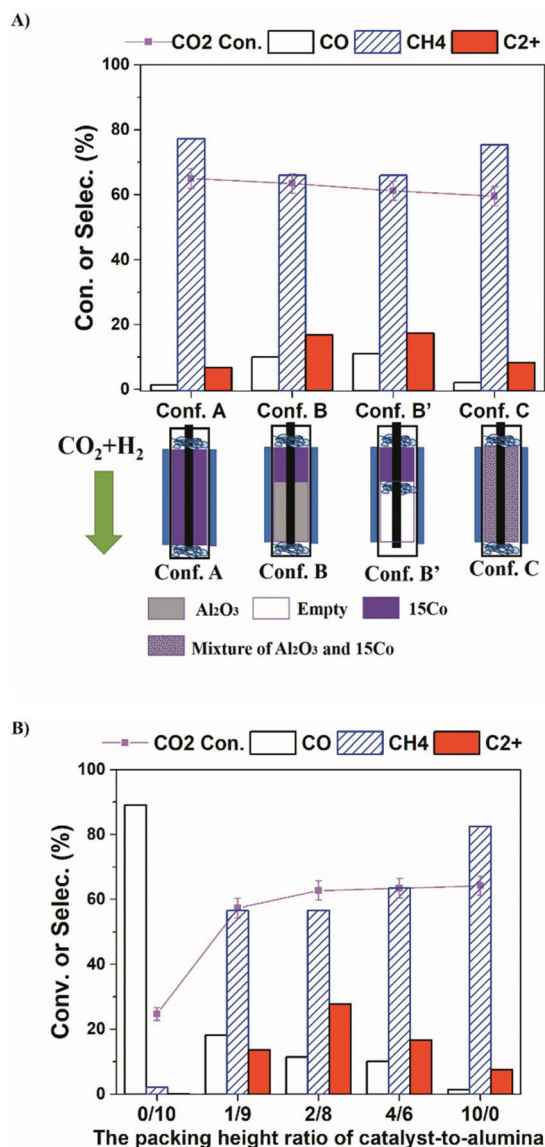 A)
CO2 Con. CO CH4 C2+
100
80
60
40
20
0
Con. or Selec. (%)
Conf. A Conf. B Conf. B' Conf. C
CO₂+H₂
Conf. A Conf. B Conf. B' Conf. C
Al₂O₃ Empty 15Co
Mixture of Al₂O₃ and 15Co
B)
CO2 Con. CO CH4 C2+
100
80
60
40
20
0
Conv. or Selec. (%)
0/10 1/9 2/8 4/6 10/0
The packing height ratio of catalyst-to-alumina